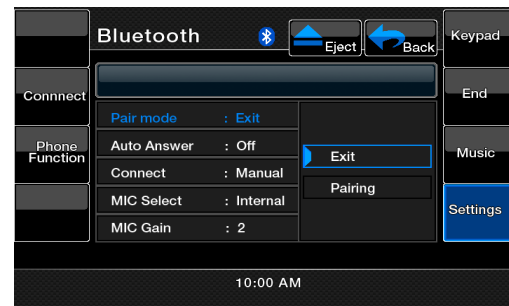 Bluetooth
Eject
Back
Keypad
Connnect
End
Pair mode : Exit
Auto Answer : Off
Phone
Function
Exit
Music
Connect : Manual
Pairing
MIC Select : Internal
Settings
MIC Gain : 2
10:00 AM